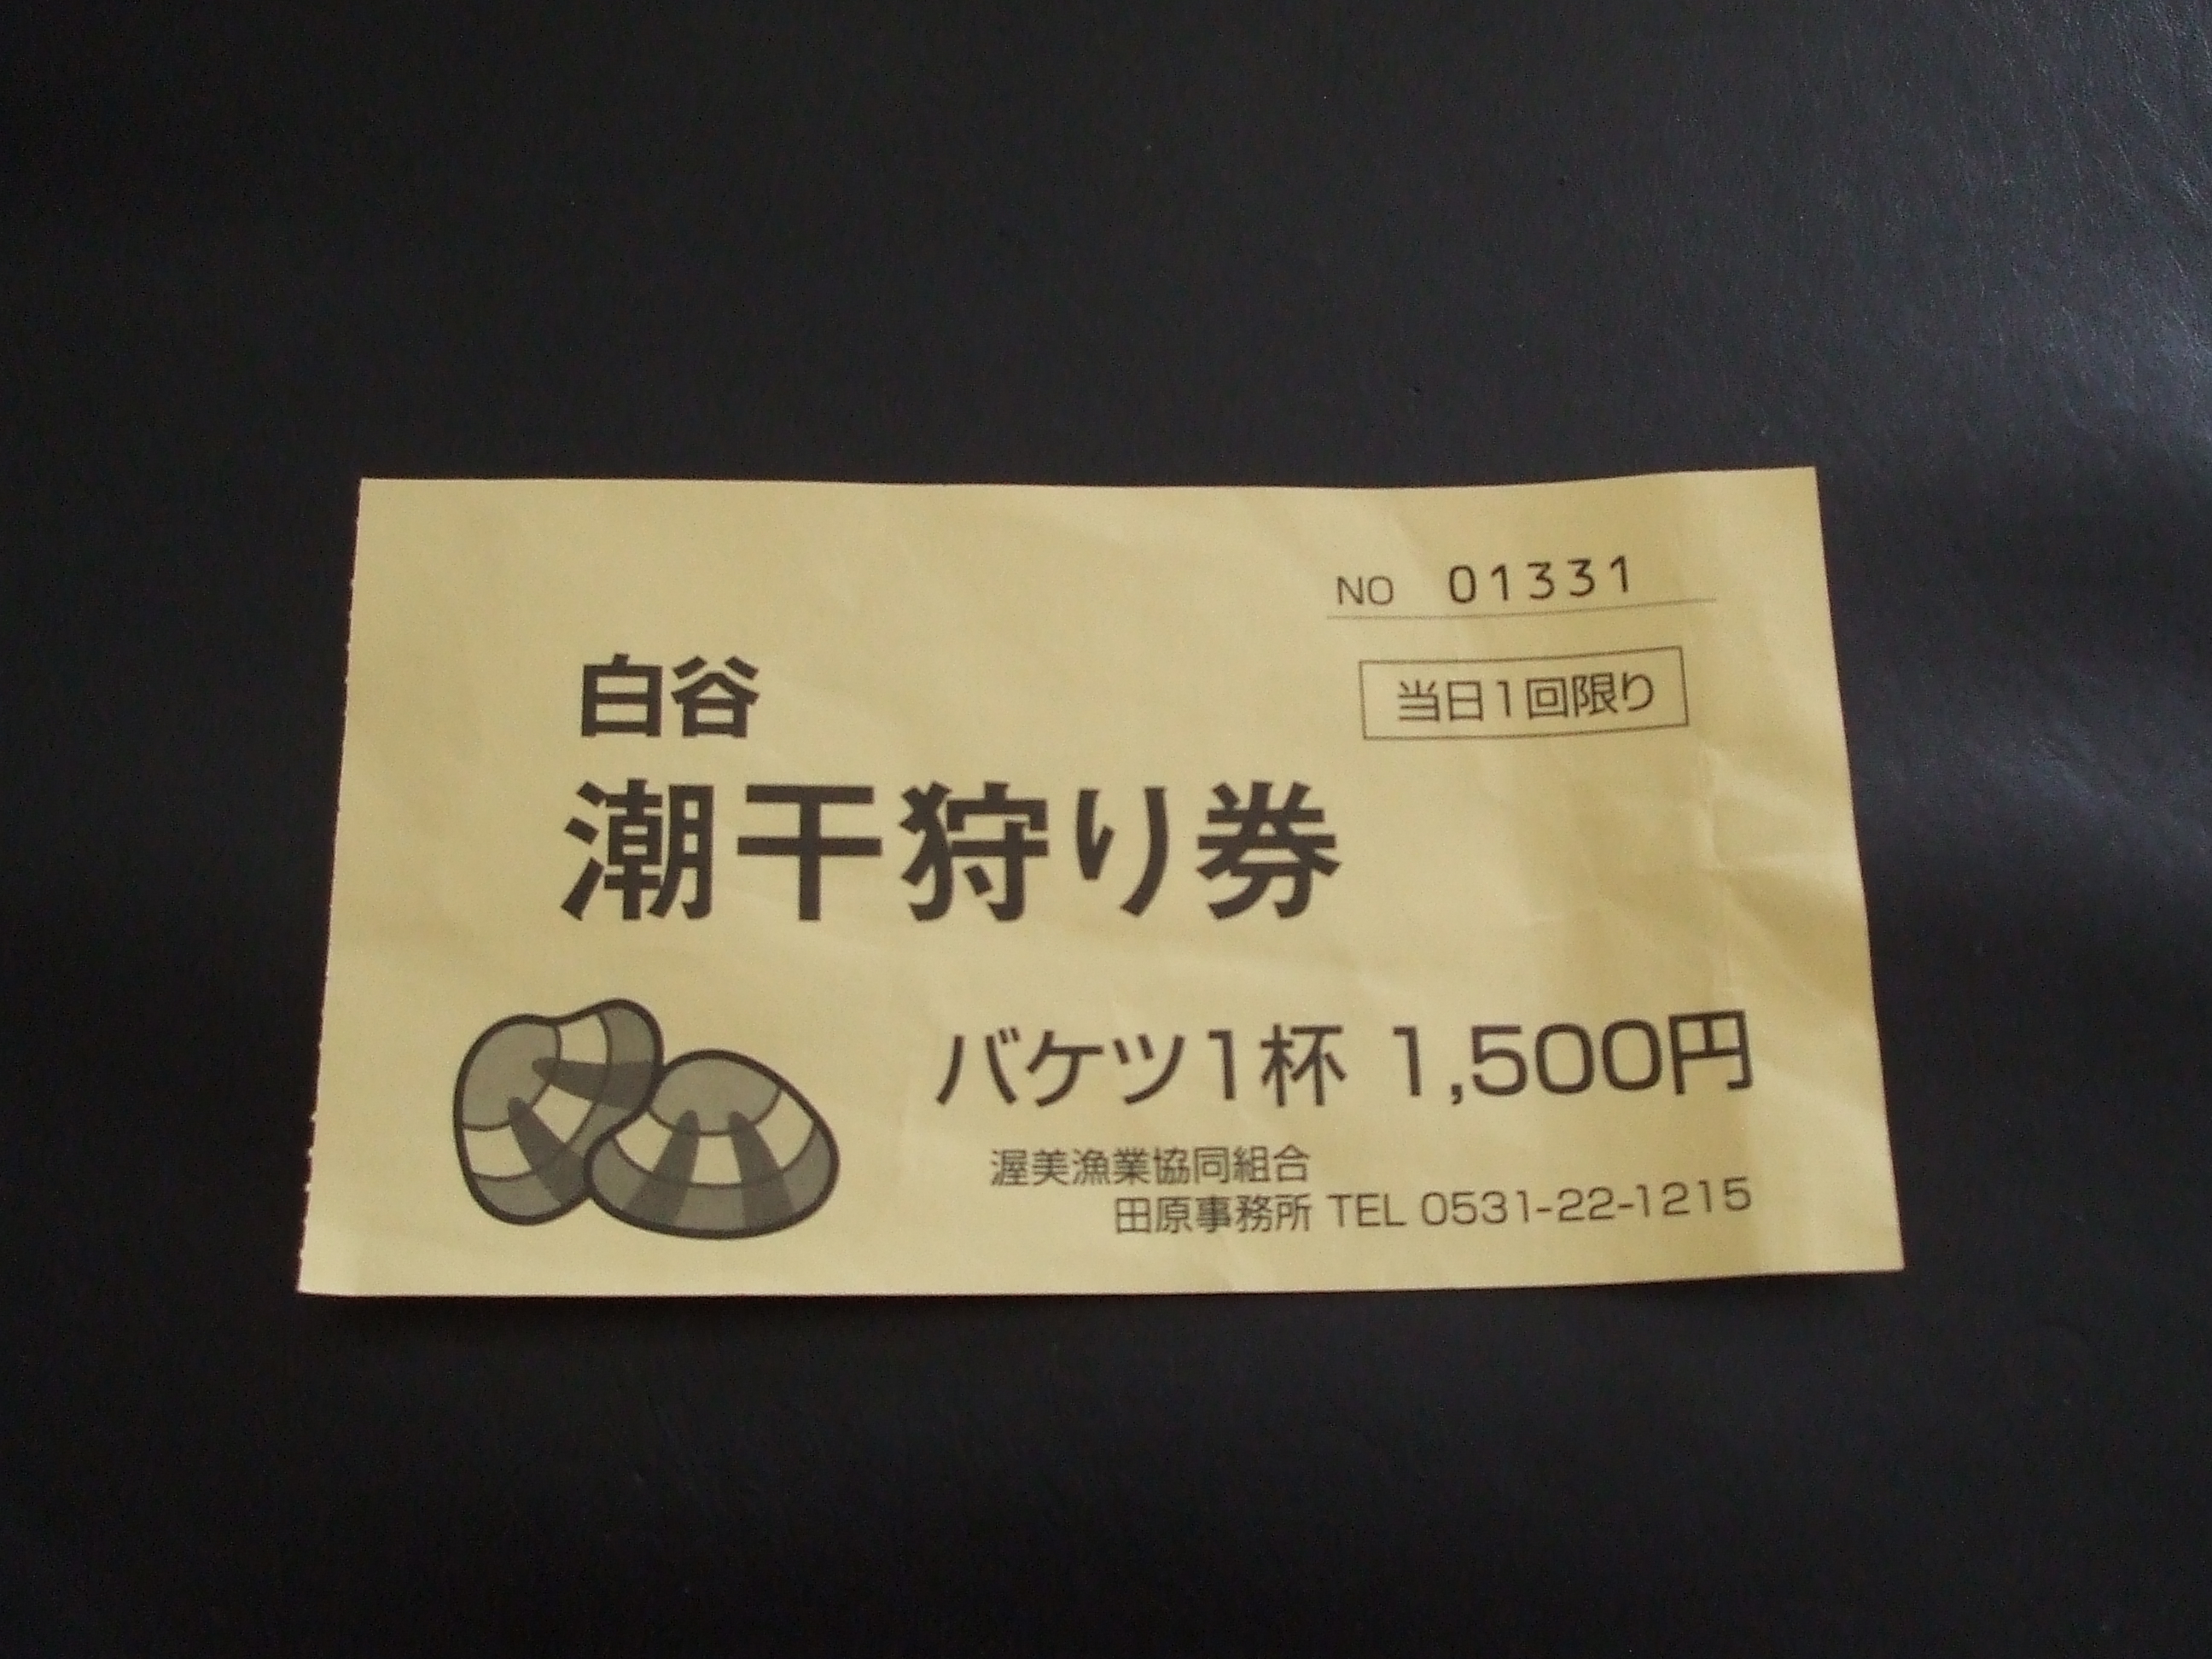 NO 01331
当日1回限り
白谷
潮干狩り券
バケツ1杯 1,500円
渥美漁業協同組合
田原事務所 TEL 0531-22-1215